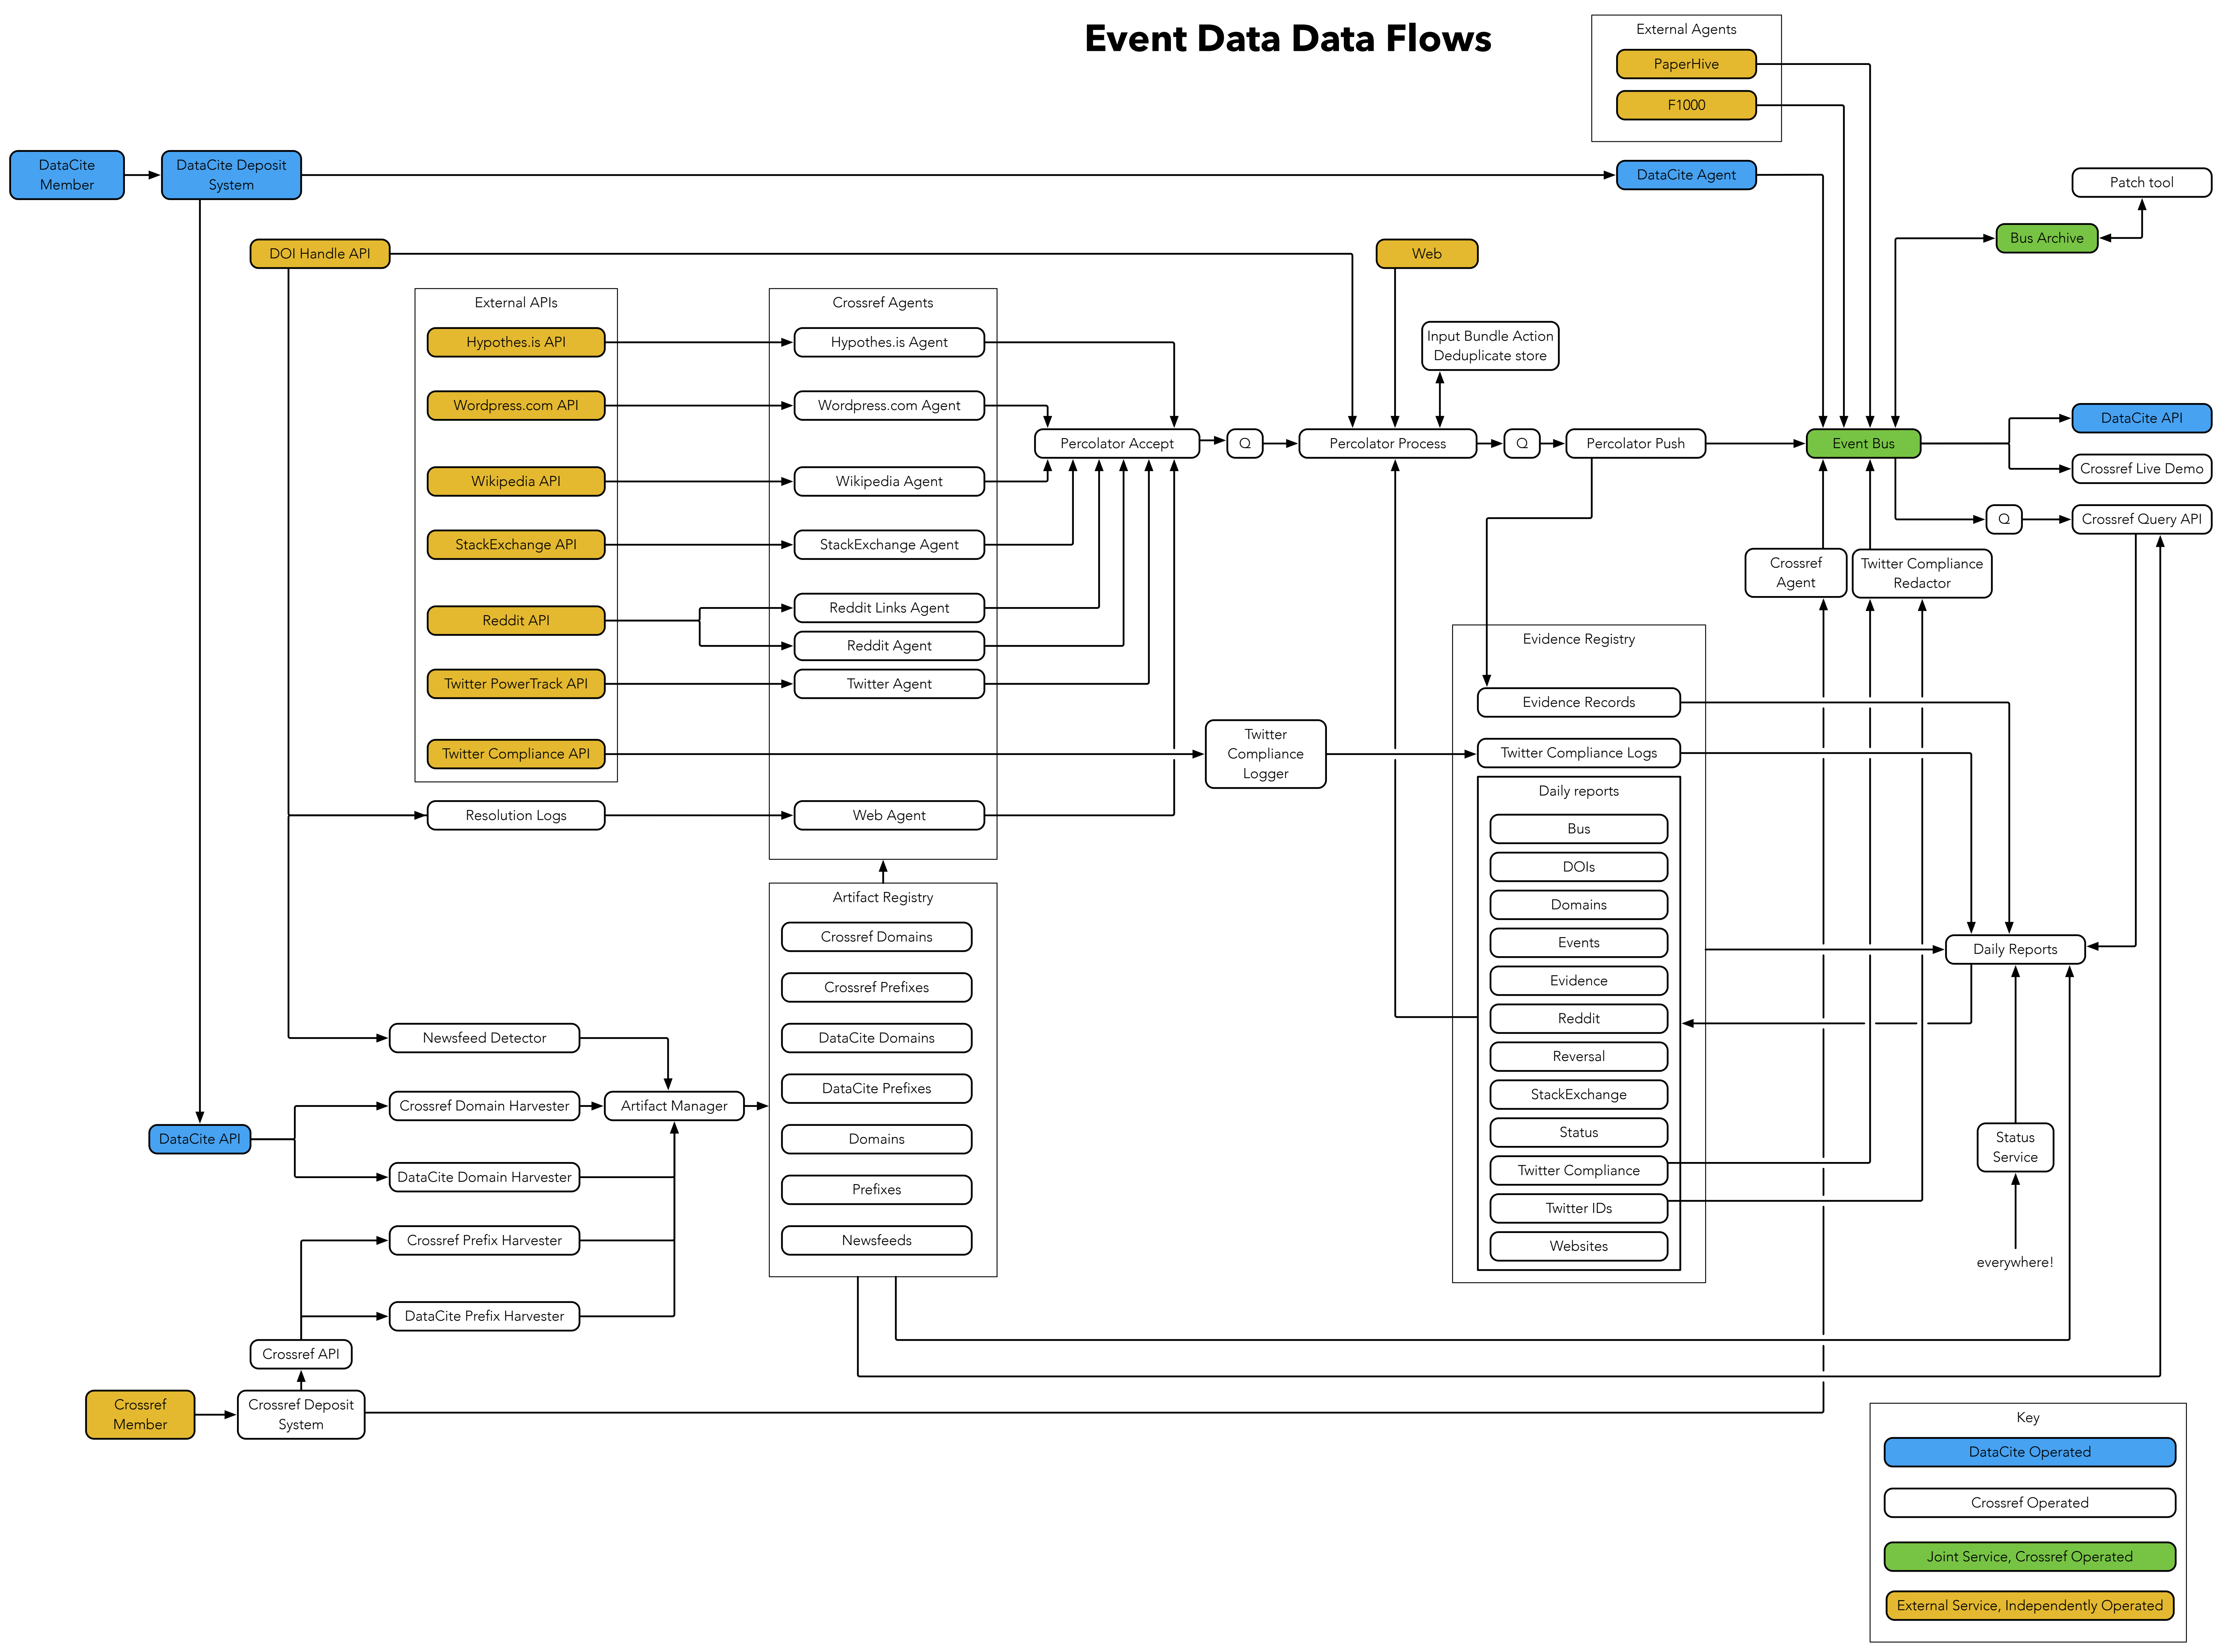 Event Data Data Flows
External Agents
PaperHive
F1000
DataCite
Member
DataCite Deposit
System
DataCite Agent
Patch tool
Bus Archive
DOI Handle API
Web
External APIs
Crossref Agents
Input Bundle Action
Deduplicate store
Hypothes.is API
Hypothes.is Agent
Wordpress.com API
Wordpress.com Agent
DataCite API
Percolator Accept
Q
Percolator Process
Q
Percolator Push
Event Bus
Crossref Live Demo
Wikipedia API
Wikipedia Agent
Q
Crossref Query API
StackExchange API
StackExchange Agent
Crossref
Agent
Twitter Compliance
Redactor
Reddit API
Reddit Links Agent
Reddit Agent
Evidence Registry
Twitter PowerTrack API
Twitter Agent
Evidence Records
Twitter Compliance API
Twitter
Compliance
Logger
Twitter Compliance Logs
Daily reports
Resolution Logs
Web Agent
Bus
DOIs
Domains
Events
Evidence
Reddit
Reversal
StackExchange
Status
Twitter Compliance
Twitter IDs
Websites
Daily Reports
Status
Service
everywhere!
Artifact Registry
Crossref Domains
Crossref Prefixes
DataCite Domains
DataCite Prefixes
Domains
Prefixes
Newsfeeds
Newsfeed Detector
Crossref Domain Harvester
Artifact Manager
DataCite API
DataCite Domain Harvester
Crossref Prefix Harvester
DataCite Prefix Harvester
Crossref API
Crossref
Member
Crossref Deposit
System
Key
DataCite Operated
Crossref Operated
Joint Service, Crossref Operated
External Service, Independently Operated